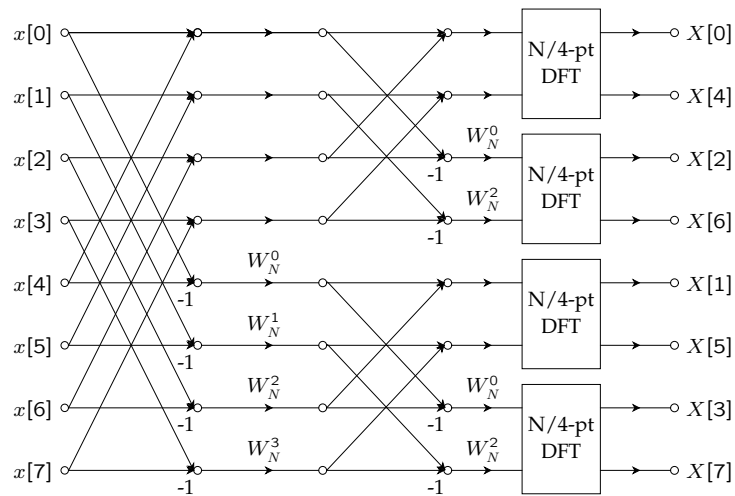 x[0] N/4-pt DFT X[0]
x[1] X[4]
W_N^0
x[2] -1 N/4-pt DFT X[2]
W_N^2
x[3] -1 X[6]
W_N^0
x[4] -1 N/4-pt DFT X[1]
W_N^1
x[5] -1 X[5]
W_N^2 W_N^0
x[6] -1 -1 N/4-pt DFT X[3]
W_N^3 W_N^2
x[7] -1 -1 X[7]